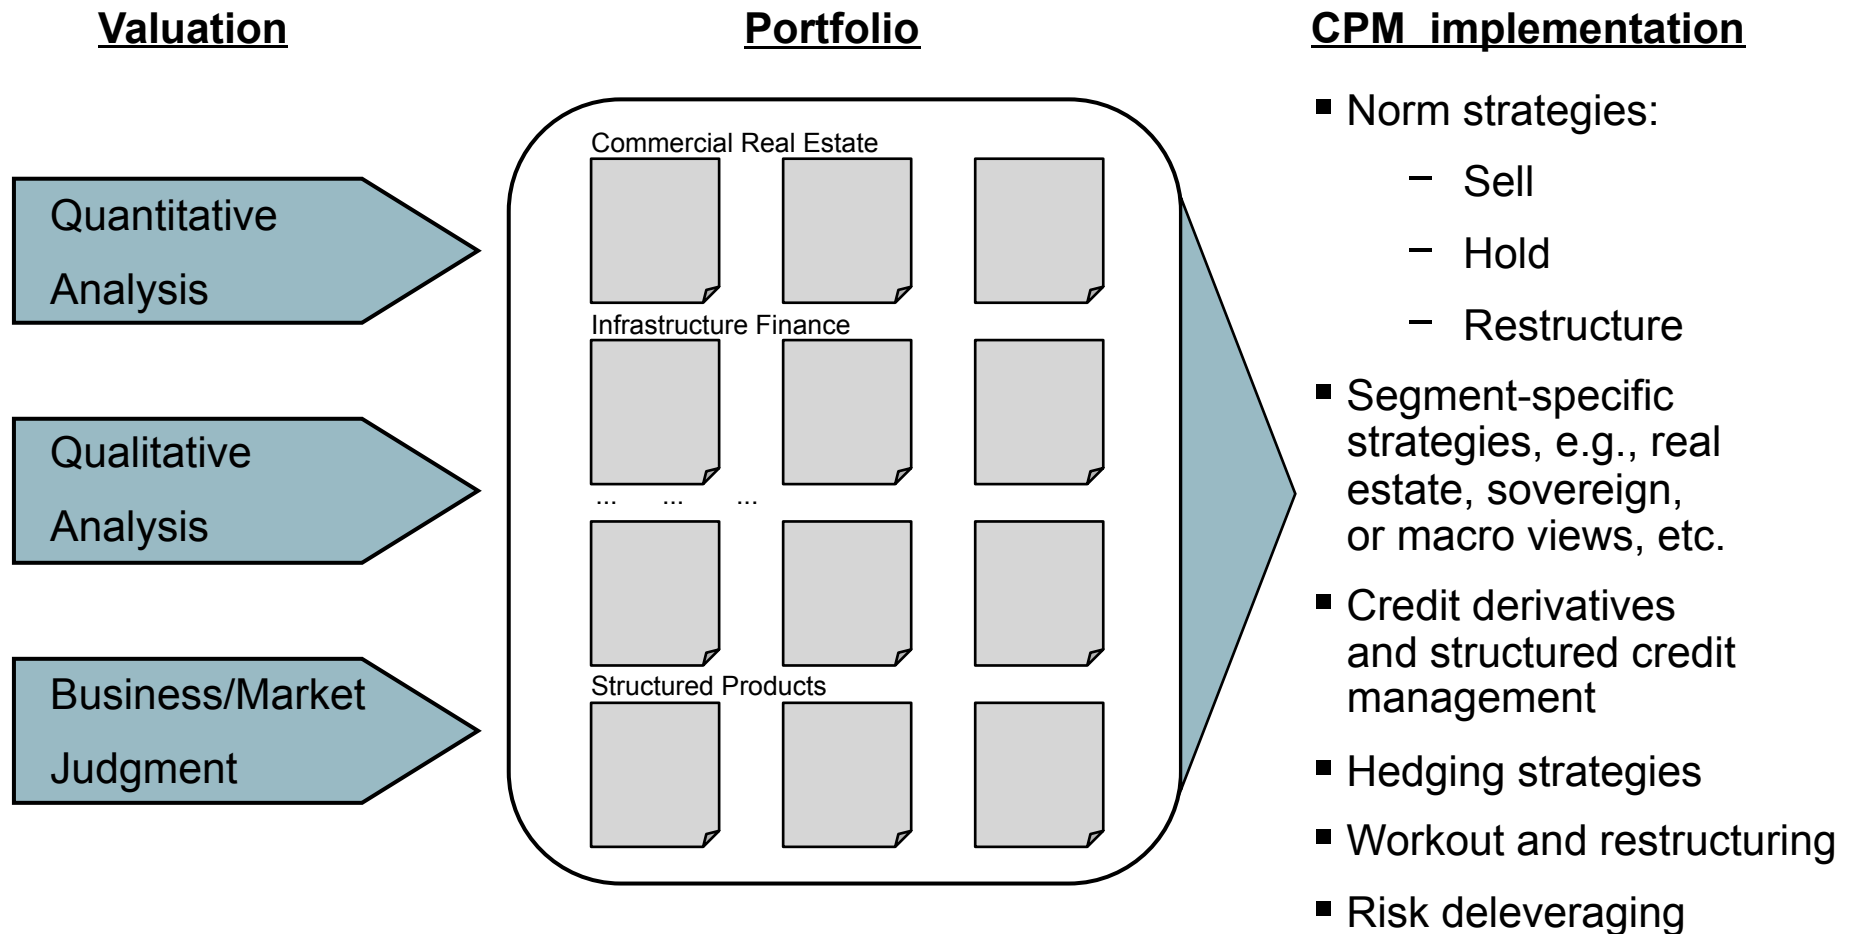 Valuation
Portfolio
CPM implementation
Quantitative
Analysis
Qualitative
Analysis
Business/Market
Judgment
Commercial Real Estate
Infrastructure Finance
... ... ...
Structured Products
▪ Norm strategies:
– Sell
– Hold
– Restructure
▪ Segment-specific
strategies, e.g., real
estate, sovereign,
or macro views, etc.
▪ Credit derivatives
and structured credit
management
▪ Hedging strategies
▪ Workout and restructuring
▪ Risk deleveraging